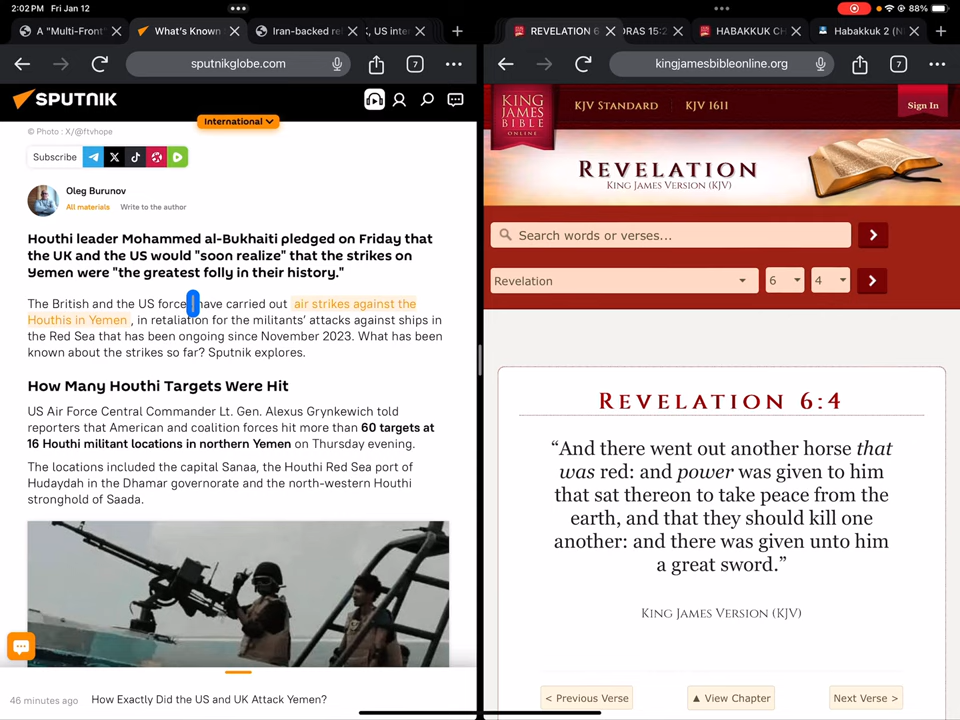 2:02 PM Fri Jan 12
88%
A "Multi-Front"
What's Known
Iran-backed re
, US inte
sputnikglobe.com
7
SPUTNIK
International
© Photo : X/@ftvhope
Subscribe
Oleg Burunov
All materials Write to the author
Houthi leader Mohammed al-Bukhaiti pledged on Friday that
the UK and the US would "soon realize" that the strikes on
Yemen were "the greatest folly in their history."
The British and the US force have carried out air strikes against the
Houthis in Yemen , in retaliation for the militants’ attacks against ships in
the Red Sea that has been ongoing since November 2023. What has been
known about the strikes so far? Sputnik explores.
How Many Houthi Targets Were Hit
US Air Force Central Commander Lt. Gen. Alexus Grynkewich told
reporters that American and coalition forces hit more than 60 targets at
16 Houthi militant locations in northern Yemen on Thursday evening.
The locations included the capital Sanaa, the Houthi Red Sea port of
Hudaydah in the Dhamar governorate and the north-western Houthi
stronghold of Saada.
46 minutes ago How Exactly Did the US and UK Attack Yemen?
REVELATION 6
DRAS 15:2
HABAKKUK CH
Habakkuk 2 (N
kingjamesbibleonline.org
7
KING
JAMES
BIBLE
ONLINE
KJV STANDARD KJV 1611
Sign In
REVELATION
KING JAMES VERSION (KJV)
Search words or verses...
Revelation 6 4
REVELATION 6:4
“And there went out another horse that
was red: and power was given to him
that sat thereon to take peace from the
earth, and that they should kill one
another: and there was given unto him
a great sword.”
KING JAMES VERSION (KJV)
< Previous Verse ▲ View Chapter Next Verse >